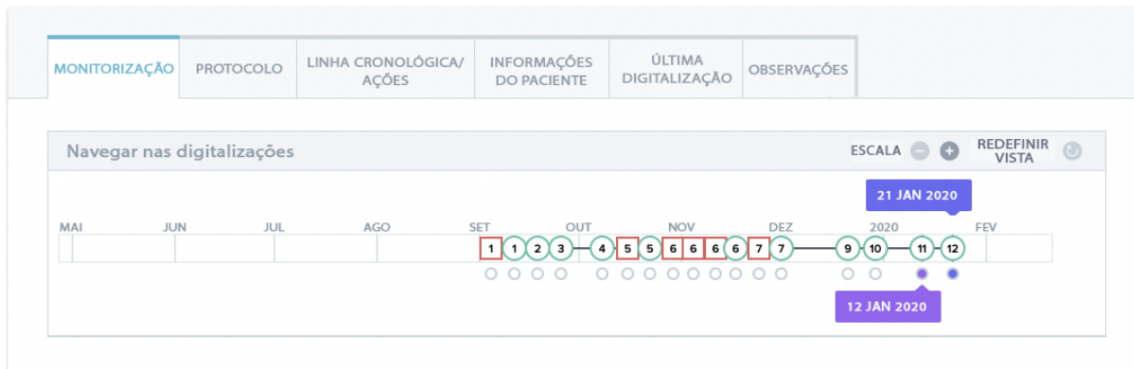 MONITORIZAÇÃO
PROTOCOLO
LINHA CRONOLÓGICA/
AÇÕES
INFORMAÇÕES
DO PACIENTE
ÚLTIMA
DIGITALIZAÇÃO
OBSERVAÇÕES
Navegar nas digitalizações
ESCALA
REDEFINIR
VISTA
21 JAN 2020
MAI JUN JUL AGO SET OUT NOV DEZ 2020 FEV
1 1 2 3 4 5 5 6 6 6 6 7 7 9 10 11 12
12 JAN 2020